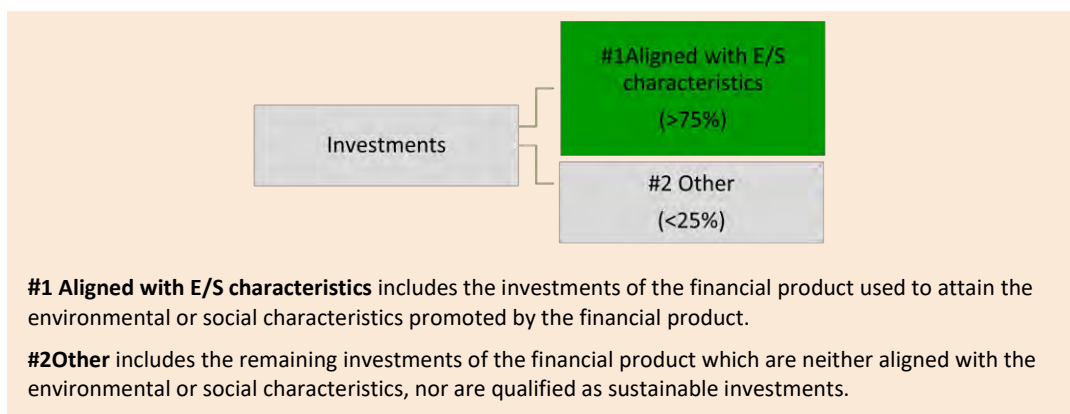 #1Aligned with E/S
characteristics
(>75%)
Investments
#2 Other
(<25%)
#1 Aligned with E/S characteristics includes the investments of the financial product used to attain the
environmental or social characteristics promoted by the financial product.
#2Other includes the remaining investments of the financial product which are neither aligned with the
environmental or social characteristics, nor are qualified as sustainable investments.